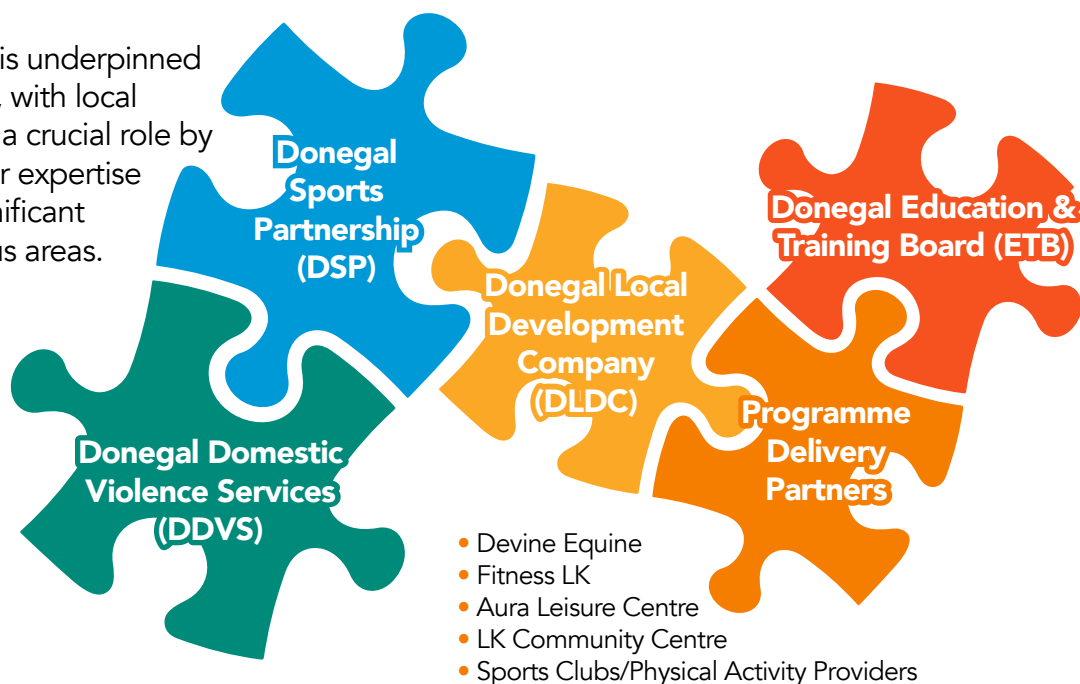 is underpinned
, with local
a crucial role by
r expertise
nificant
us areas.
Donegal
Sports
Partnership
(DSP)
Donegal Education &
Training Board (ETB)
Donegal Local
Development
Company
(DLDC)
Programme
Delivery
Partners
Donegal Domestic
Violence Services
(DDVS)
• Devine Equine
• Fitness LK
• Aura Leisure Centre
• LK Community Centre
• Sports Clubs/Physical Activity Providers